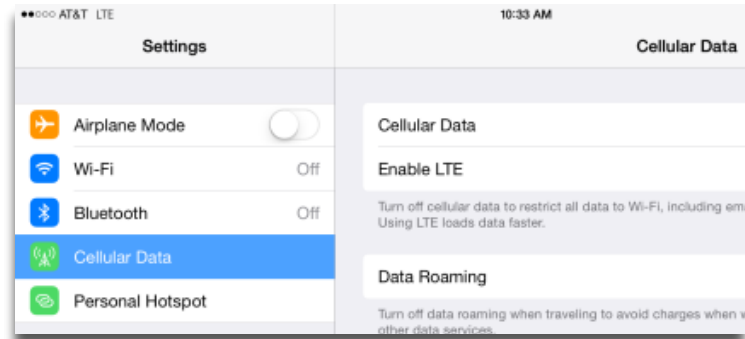 AT&T LTE
10:33 AM
Settings
Cellular Data
Airplane Mode
Wi-Fi Off
Bluetooth Off
Cellular Data
Personal Hotspot
Cellular Data
Enable LTE
Turn off cellular data to restrict all data to Wi-Fi, including em
Using LTE loads data faster.
Data Roaming
Turn off data roaming when traveling to avoid charges when
other data services.